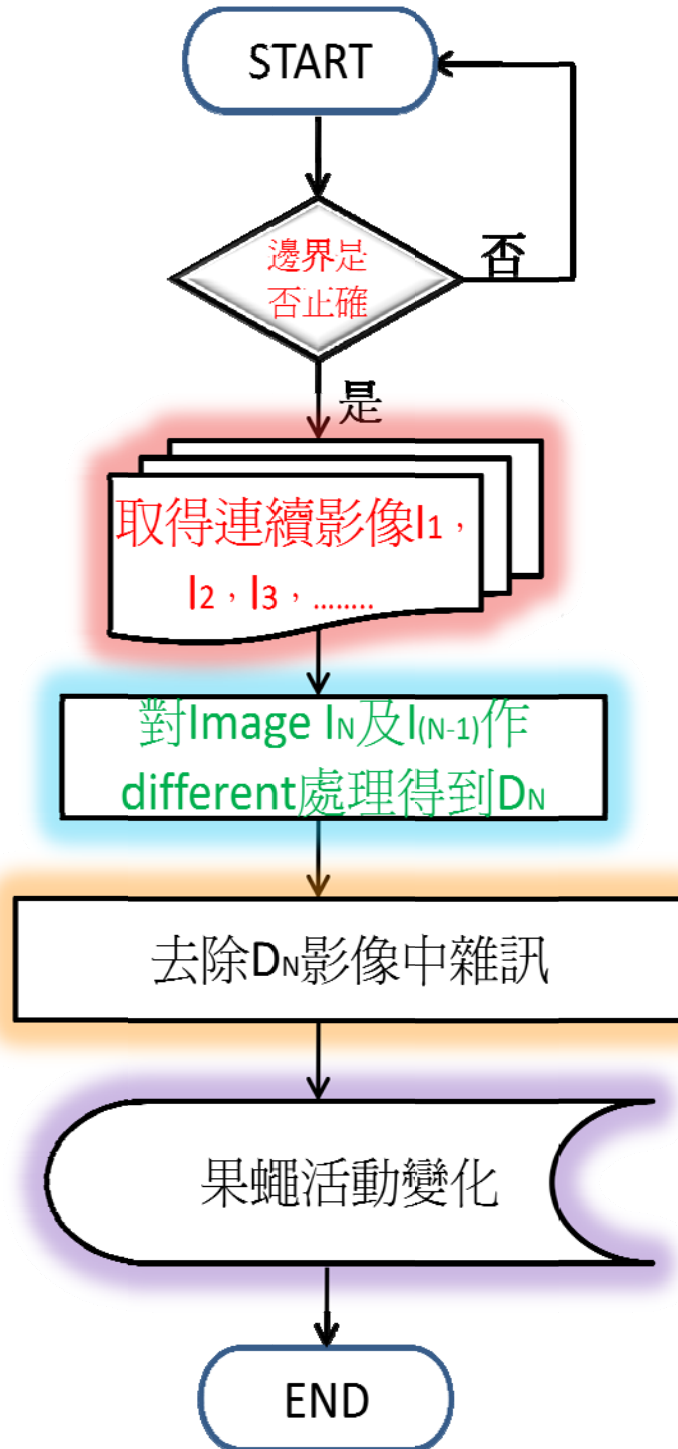 START
邊界是
否正確
否
是
取得連續影像I1，
I2，I3，........
對Image IN及I(N-1)作
different處理得到DN
去除DN影像中雜訊
果蠅活動變化
END